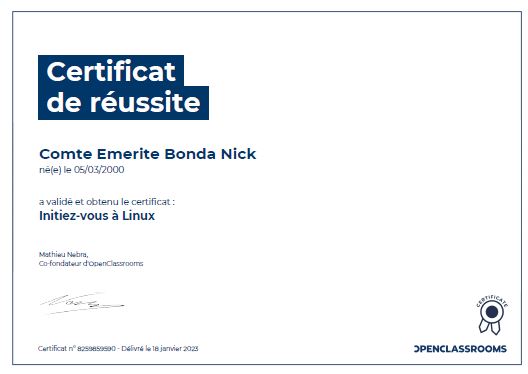 Certificat
de réussite
Comte Emerite Bonda Nick
né(e) le 05/03/2000
a validé et obtenu le certificat :
Initiez-vous à Linux
Mathieu Nebra,
Co-fondateur d'OpenClassrooms
CERTIFICATE
OPENCLASSROOMS
Certificat n° 8259859590 - Délivré le 18 janvier 2023